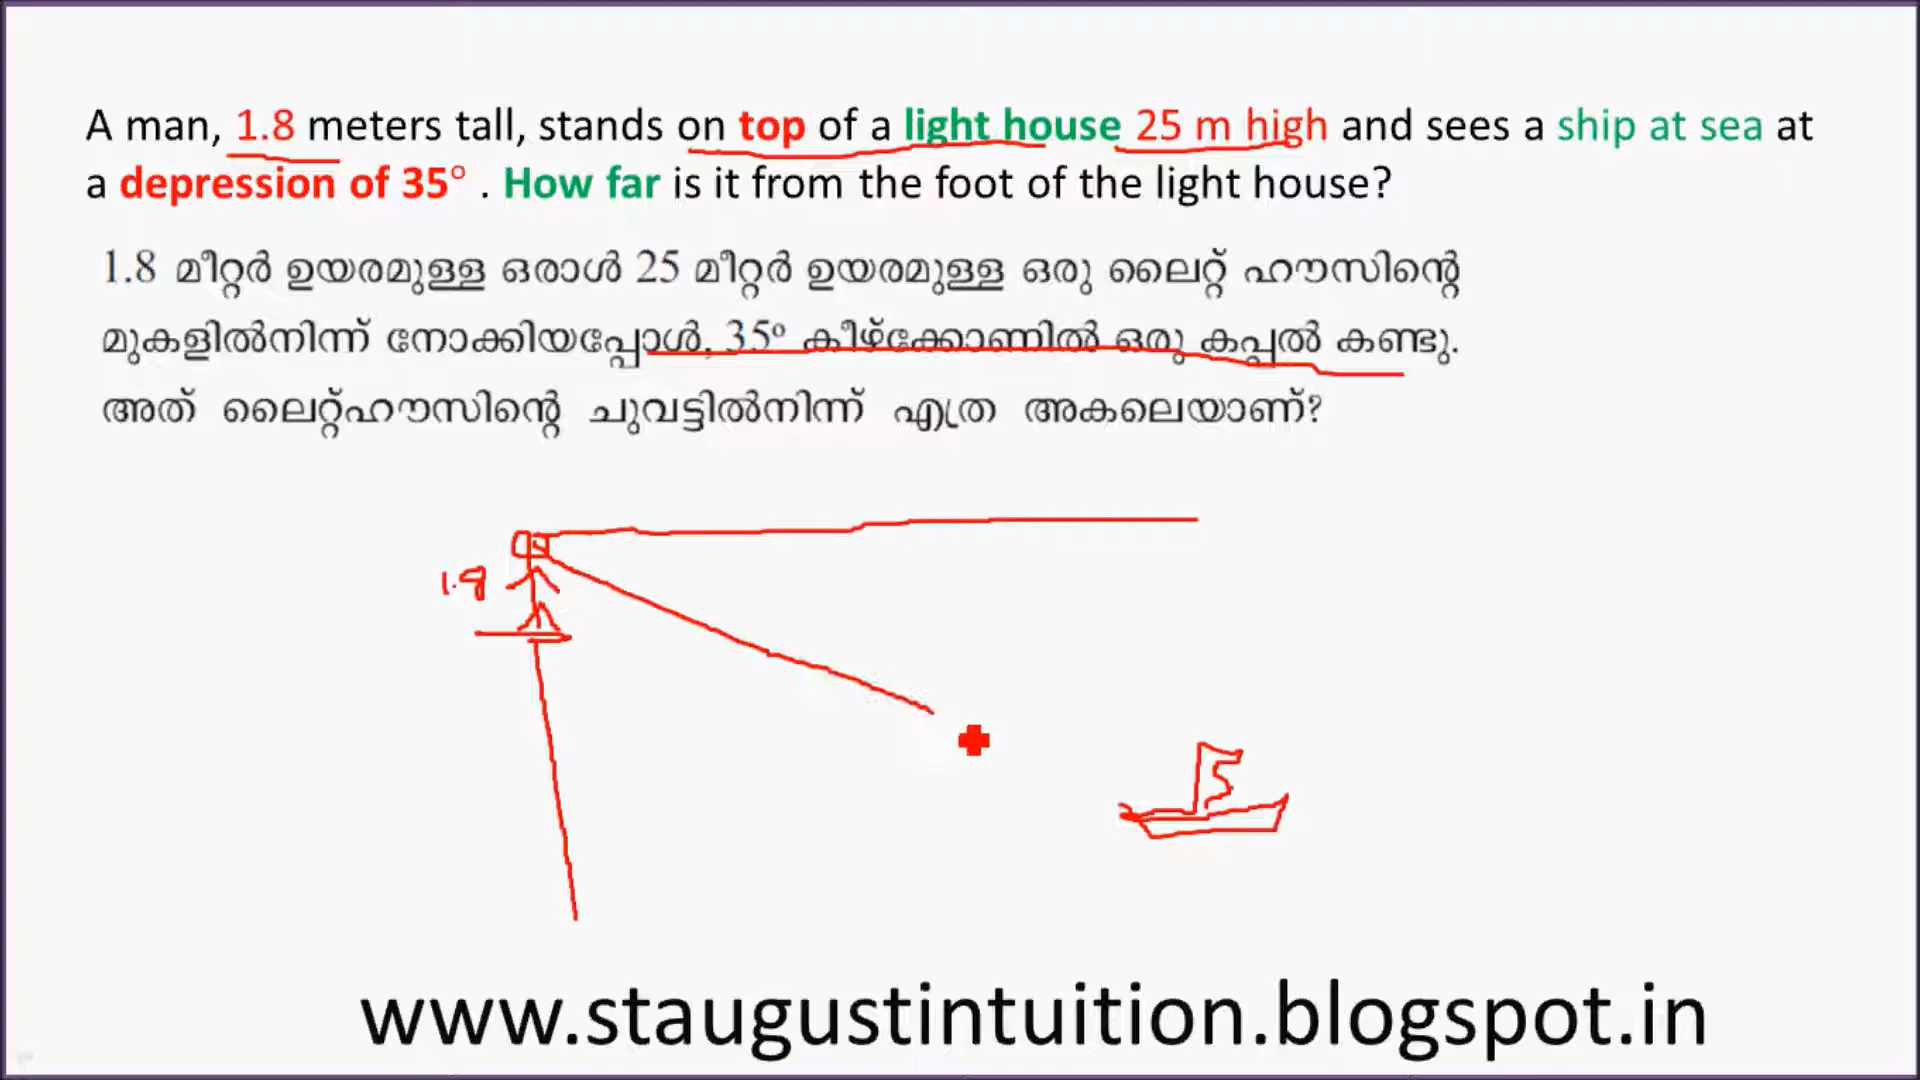 A man, 1.8 meters tall, stands on top of a light house 25 m high and sees a ship at sea at
a depression of 35° . How far is it from the foot of the light house?
1.8 മീറ്റർ ഉയരമുള്ള ഒരാൾ 25 മീറ്റർ ഉയരമുള്ള ഒരു ലൈറ്റ് ഹൗസിന്റെ
മുകളിൽനിന്ന് നോക്കിയപ്പോൾ, 35° കീഴ്ക്കോണിൽ ഒരു കപ്പൽ കണ്ടു.
അത് ലൈറ്റ്ഹൗസിന്റെ ചുവട്ടിൽനിന്ന് എത്ര അകലെയാണ്?
1.8
www.staugustintuition.blogspot.in